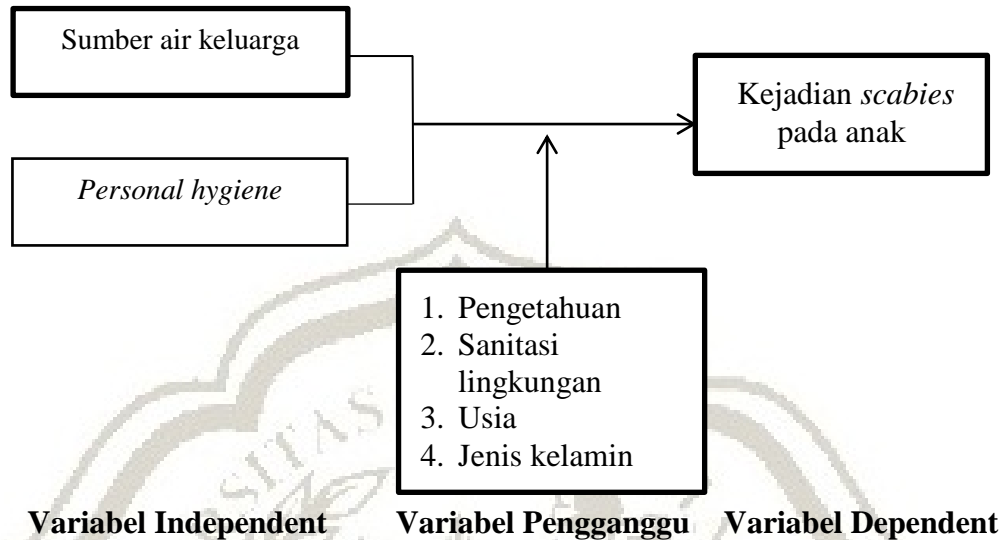 Sumber air keluarga
Personal hygiene
Kejadian scabies
pada anak
1. Pengetahuan
2. Sanitasi
lingkungan
3. Usia
4. Jenis kelamin
SITAS
Variabel Independent Variabel Pengganggu Variabel Dependent